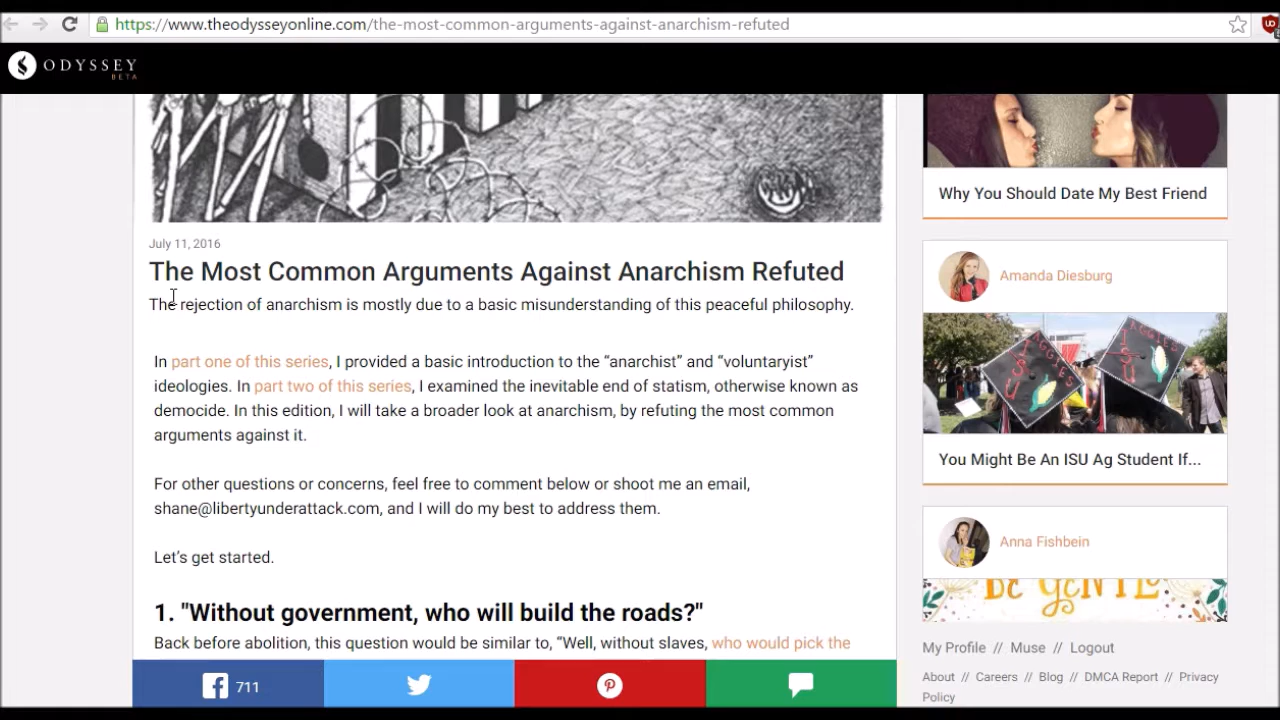 https://www.theodysseyonline.com/the-most-common-arguments-against-anarchism-refuted
ODYSSEY
BETA
July 11, 2016
The Most Common Arguments Against Anarchism Refuted
The rejection of anarchism is mostly due to a basic misunderstanding of this peaceful philosophy.
In part one of this series, I provided a basic introduction to the “anarchist” and “voluntaryist”
ideologies. In part two of this series, I examined the inevitable end of statism, otherwise known as
democide. In this edition, I will take a broader look at anarchism, by refuting the most common
arguments against it.
For other questions or concerns, feel free to comment below or shoot me an email,
shane@libertyunderattack.com, and I will do my best to address them.
Let’s get started.
1. "Without government, who will build the roads?"
Back before abolition, this question would be similar to, “Well, without slaves, who would pick the
711
Why You Should Date My Best Friend
Amanda Diesburg
AGGIES
ISU
AGGIES
ISU
You Might Be An ISU Ag Student If...
Anna Fishbein
BE GENTLE
My Profile // Muse // Logout
About // Careers // Blog // DMCA Report // Privacy
Policy